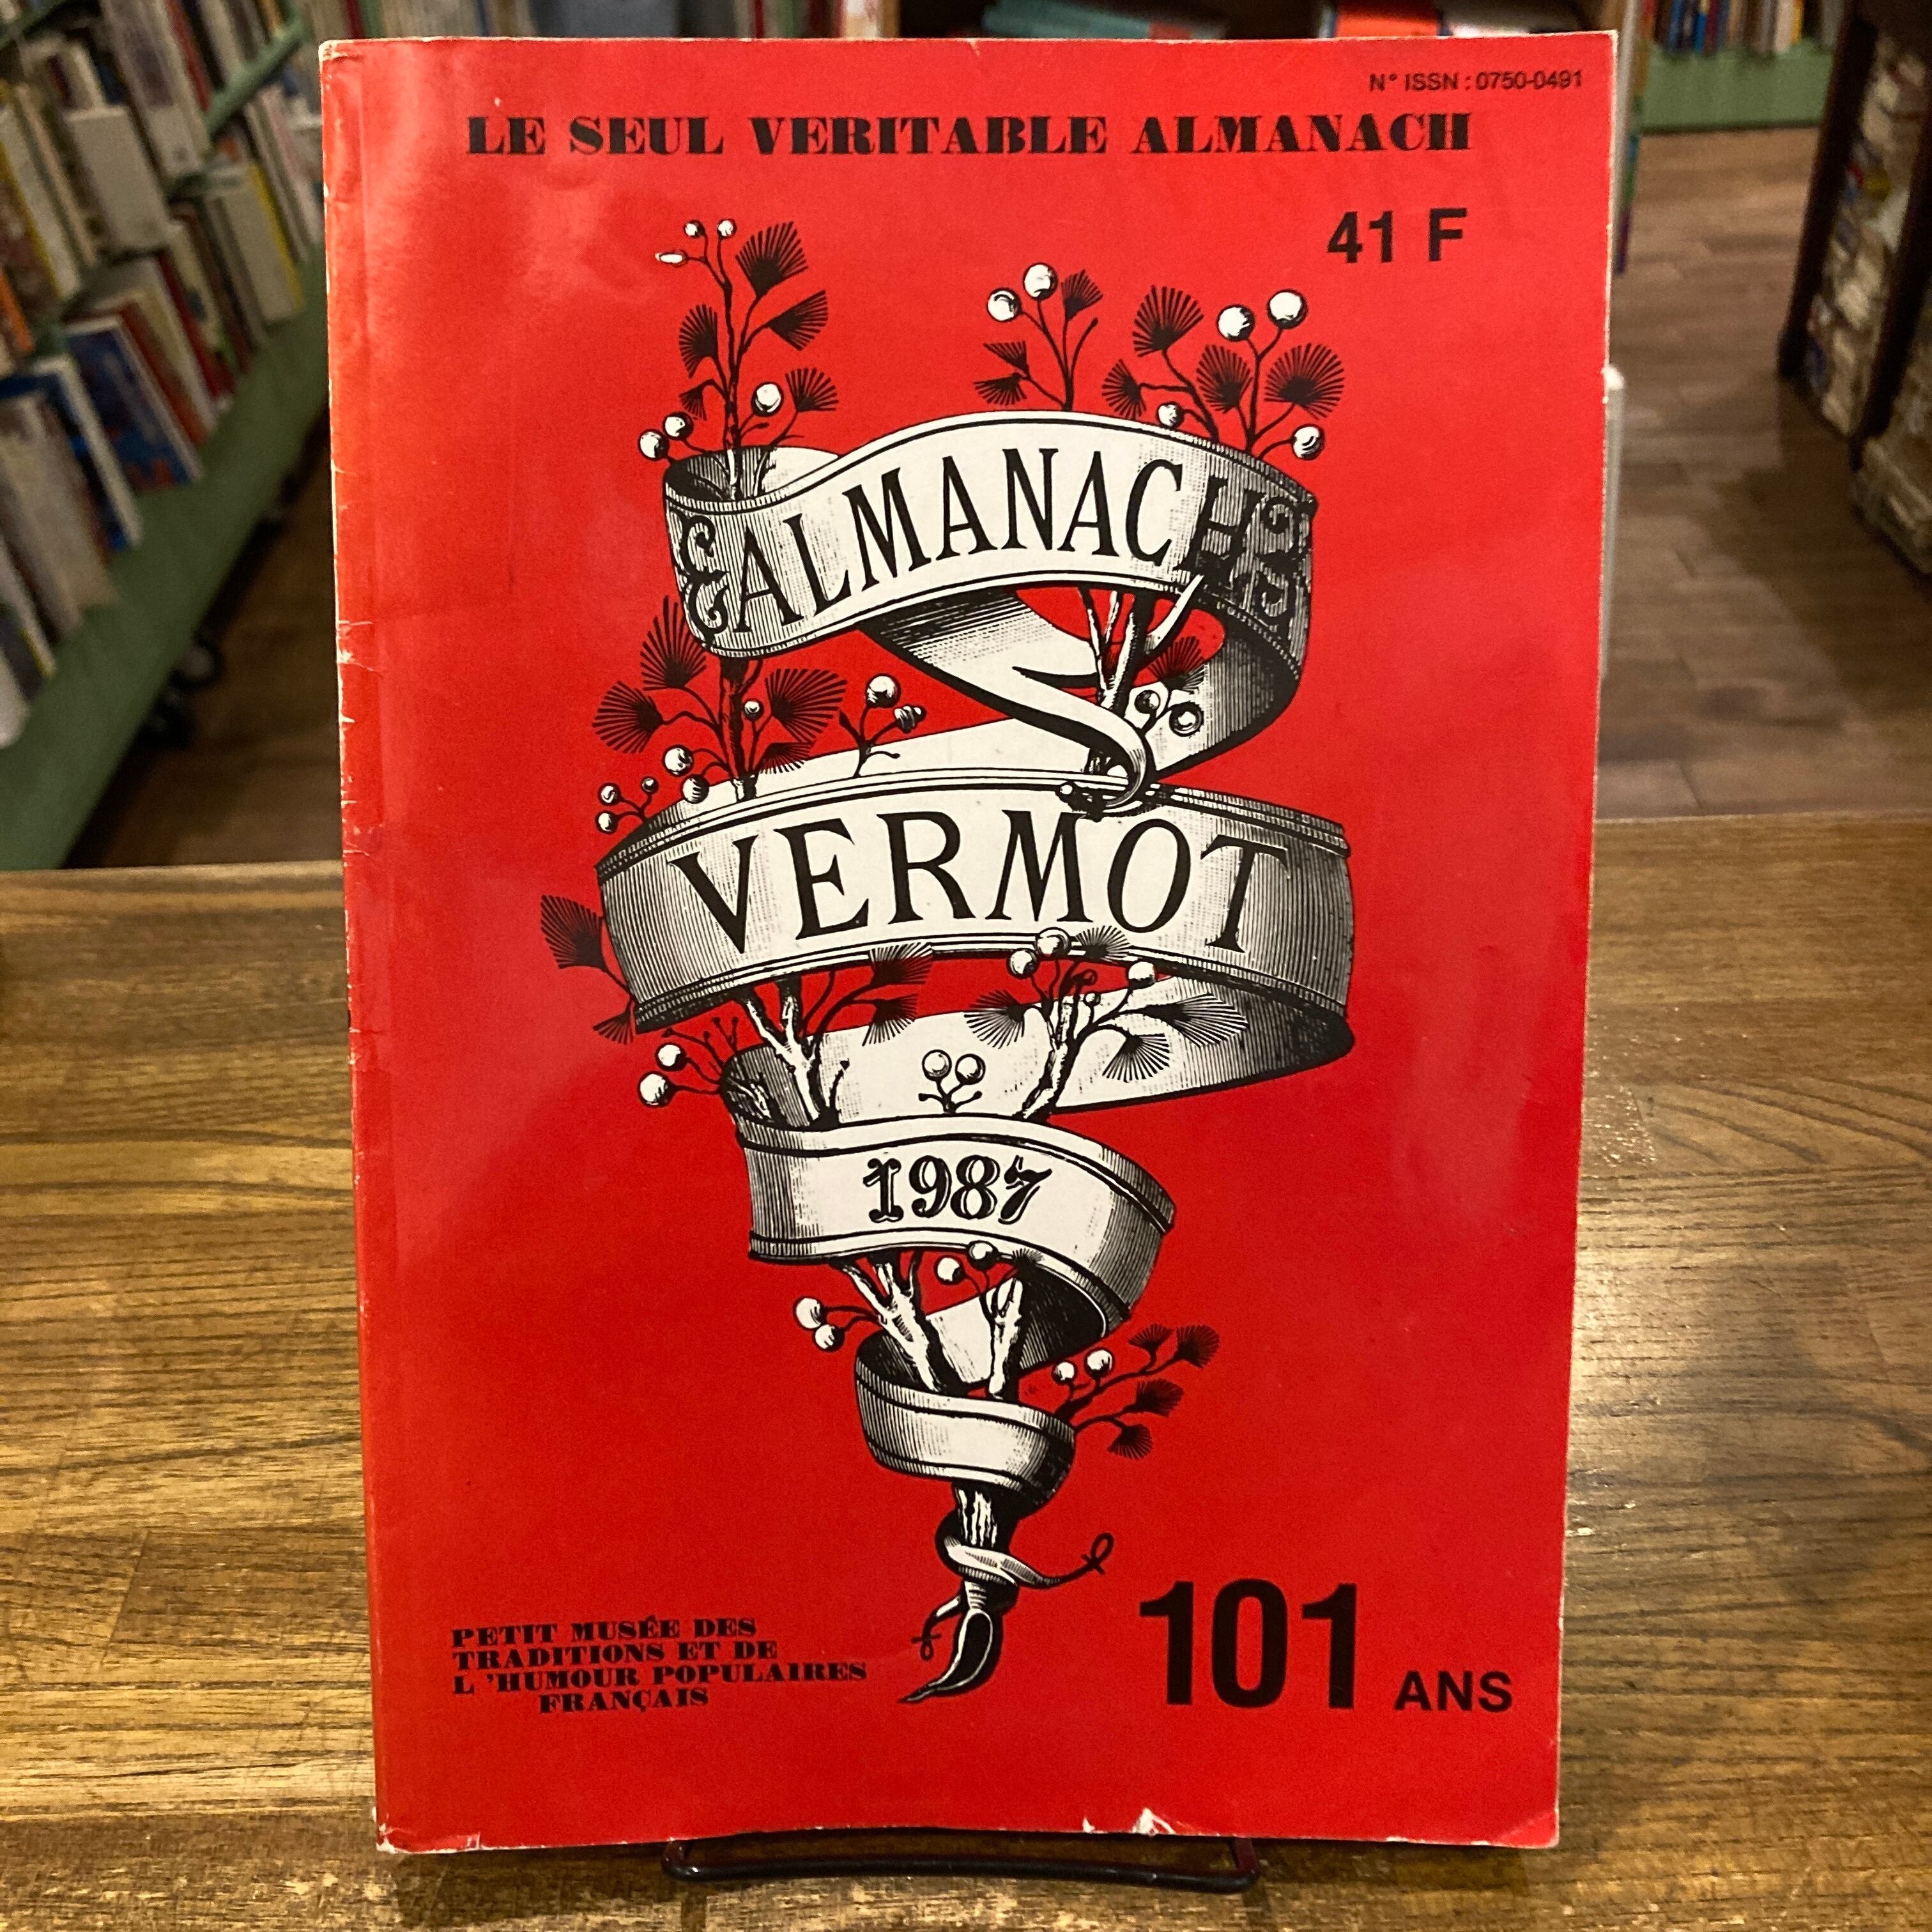 N° ISSN : 0750-0491
LE SEUL VERITABLE ALMANACH
41 F
ALMANACH
VERMOT
1987
PETIT MUSÉE DES
TRADITIONS ET DE
L 'HUMOUR POPULAIRES
FRANÇAIS
101 ANS